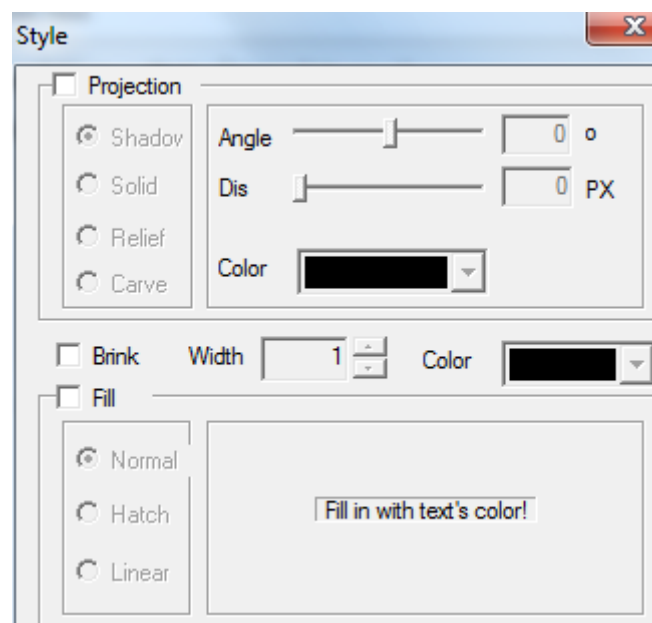 Style
Projection
Shadov
Angle
0 o
Solid
Dis
0 PX
Relief
Carve
Color
Brink
Width
1
Color
Fill
Normal
Hatch
Linear
Fill in with text's color!